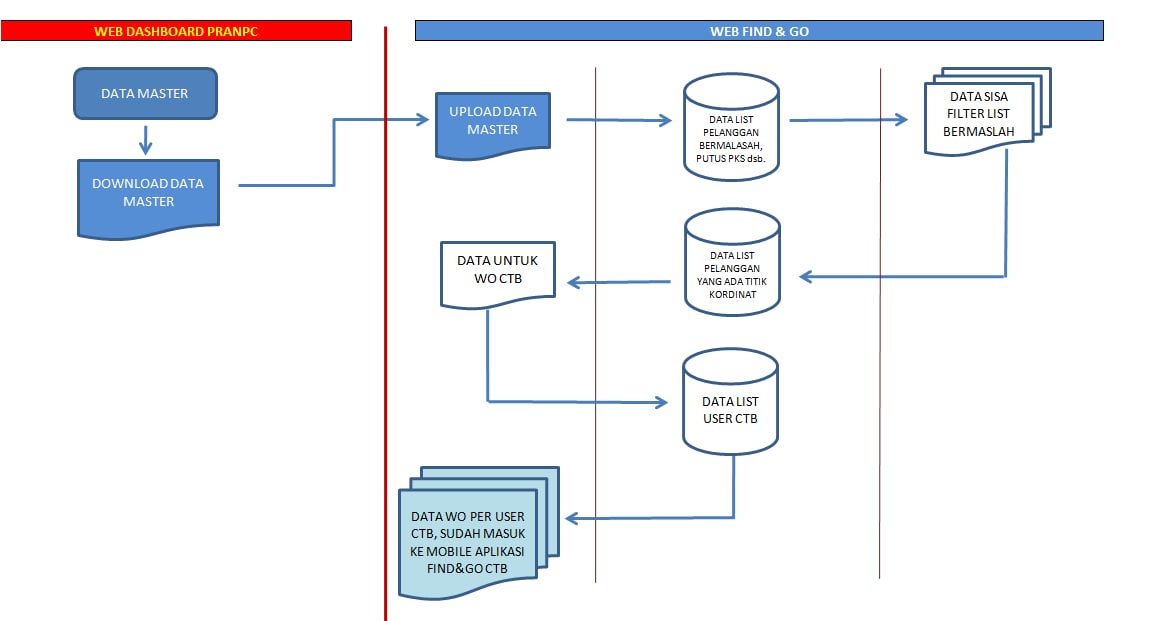 WEB DASHBOARD PRANPC
WEB FIND & GO
DATA MASTER
DOWNLOAD DATA
MASTER
UPLOAD DATA
MASTER
DATA LIST
PELANGGAN
BERMALASAH,
PUTUS PKS dsb.
DATA SISA
FILTER LIST
BERMASLAH
DATA LIST
PELANGGAN
YANG ADA TITIK
KORDINAT
DATA UNTUK
WO CTB
DATA LIST
USER CTB
DATA WO PER USER
CTB, SUDAH MASUK
KE MOBILE APLIKASI
FIND&GO CTB